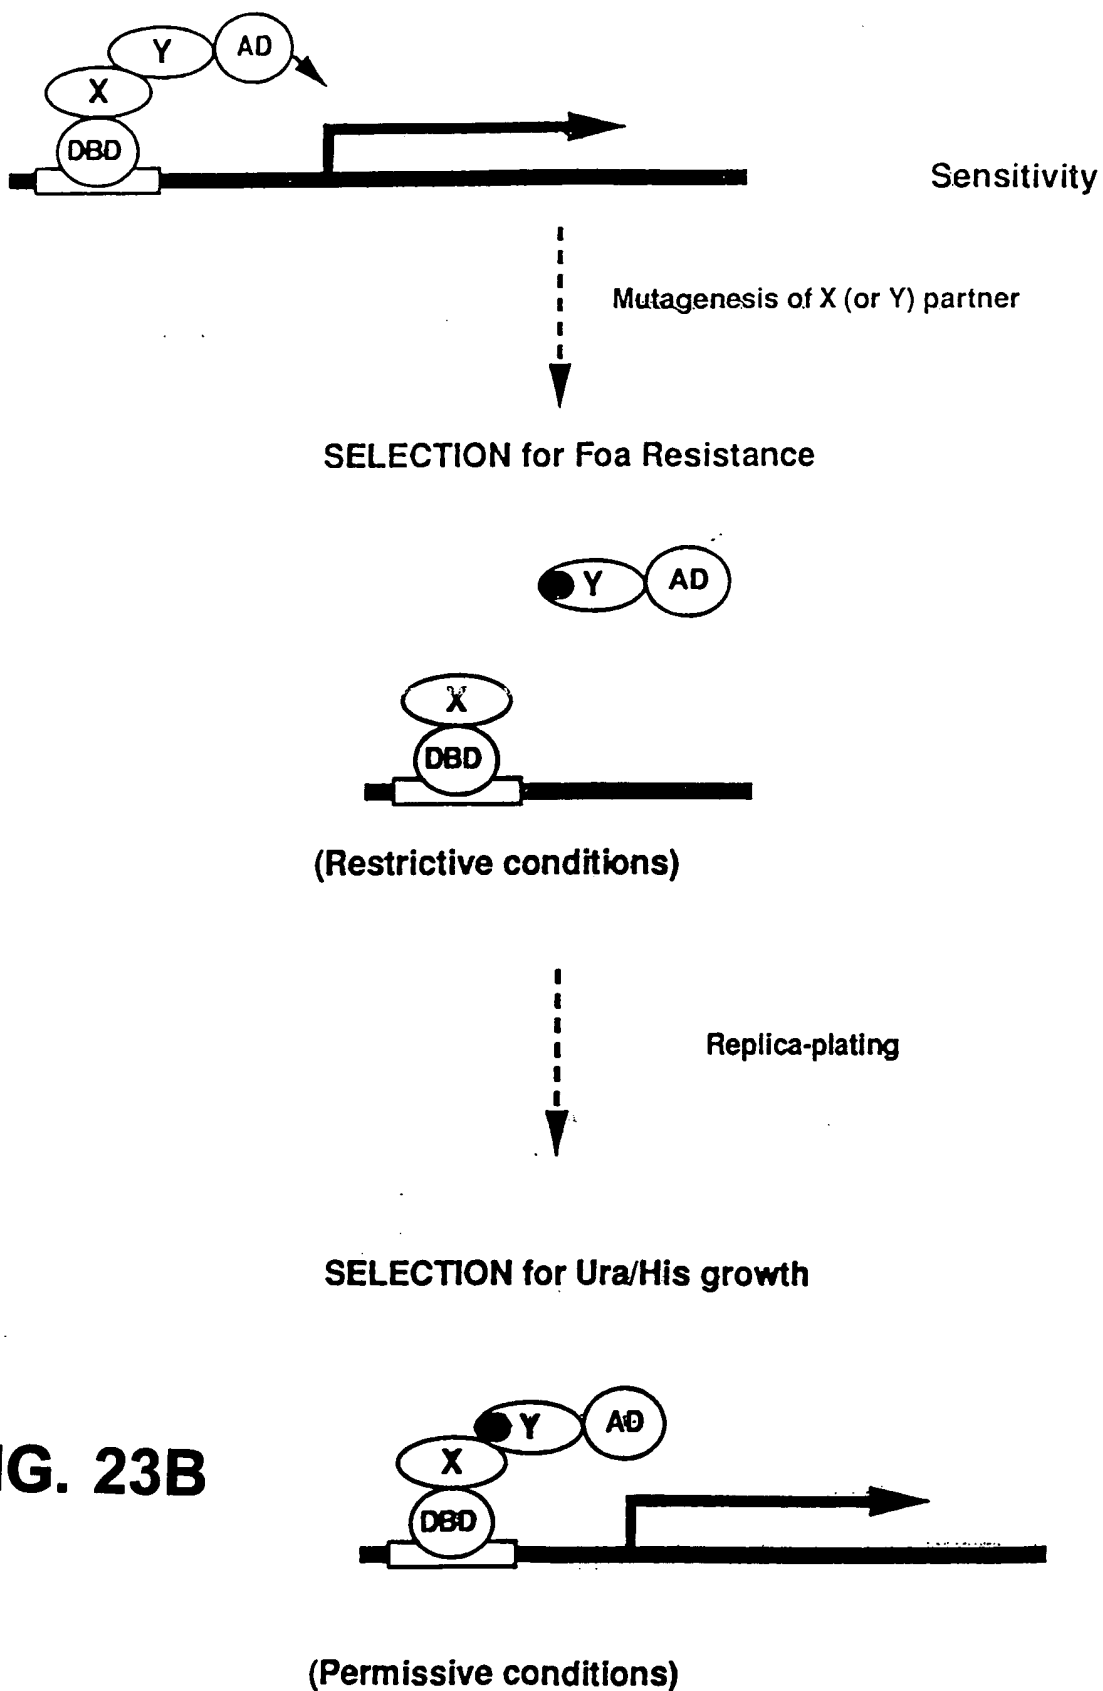 Y
AD
X
DBD
Sensitivity
Mutagenesis of X (or Y) partner
SELECTION for Foa Resistance
Y
AD
X
DBD
(Restrictive conditions)
Replica-plating
SELECTION for Ura/His growth
Y
AD
X
DBD
IG. 23B
(Permissive conditions)